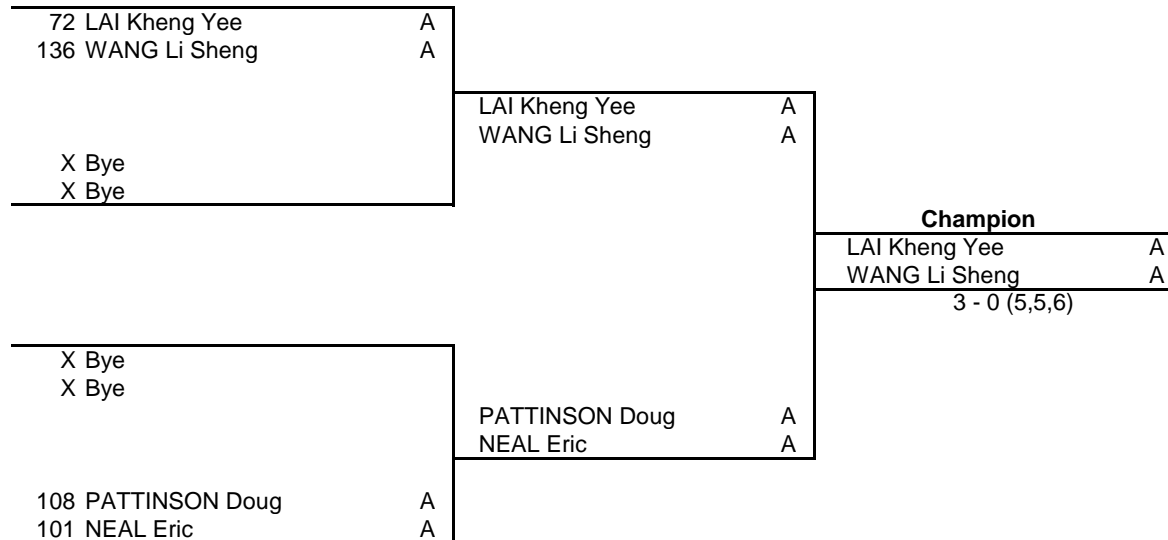 72 LAI Kheng Yee A
136 WANG Li Sheng A
LAI Kheng Yee A
WANG Li Sheng A
X Bye
X Bye
Champion
LAI Kheng Yee A
WANG Li Sheng A
3 - 0 (5,5,6)
X Bye
X Bye
PATTINSON Doug A
NEAL Eric A
108 PATTINSON Doug A
101 NEAL Eric A